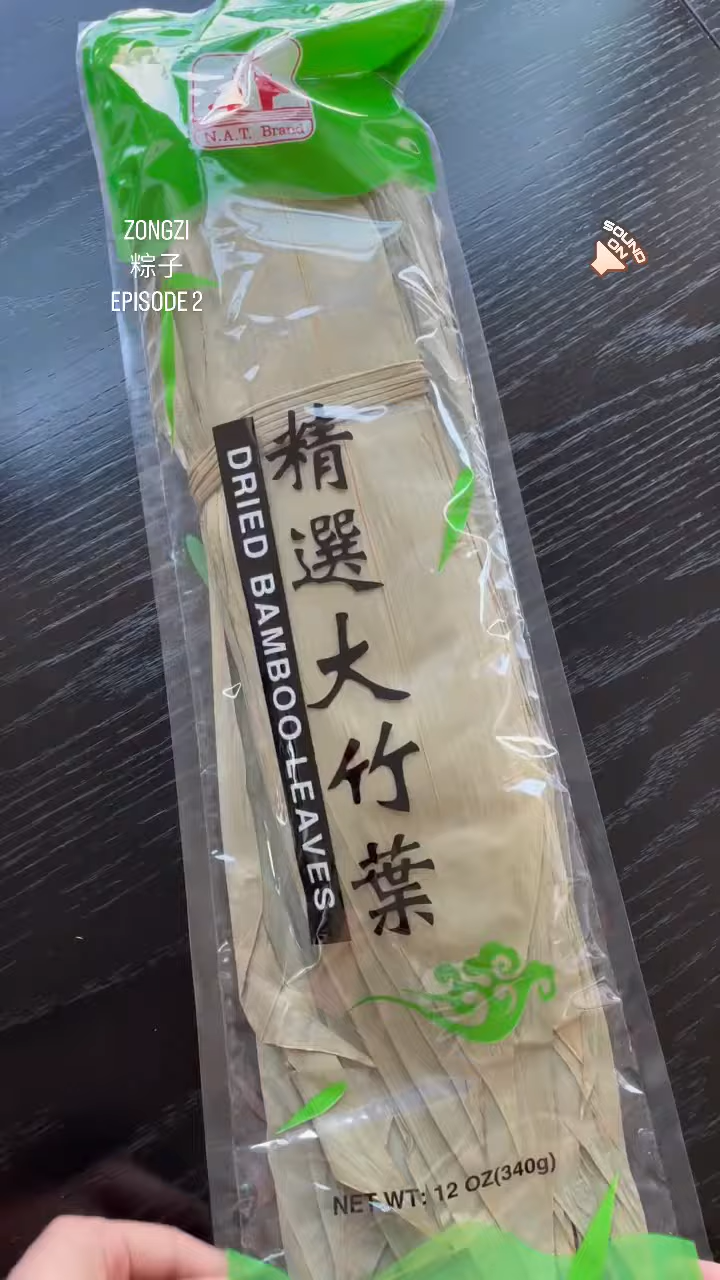 N.A.T. Brand
ZONGZI
粽子
EPISODE 2
SOUND
ON
精選大竹葉
DRIED BAMBOO LEAVES
NET WT: 12 OZ(340g)